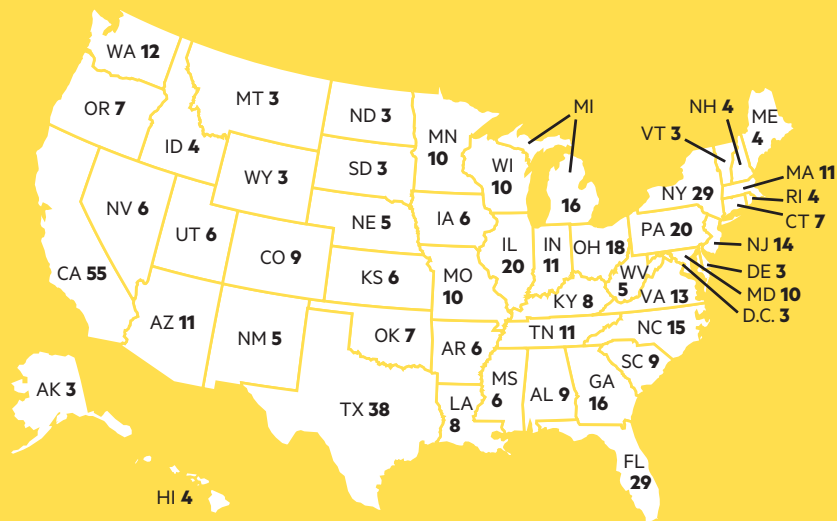 WA 12
OR 7
MT 3
ID 4
ND 3
MN
10
MI
NH 4
ME
4
VT 3
WY 3
SD 3
WI
10
16
NY 29
MA 11
RI 4
CT 7
NV 6
UT 6
CO 9
NE 5
IA 6
IL
20
IN
11
OH 18
PA 20
NJ 14
DE 3
MD 10
D.C. 3
CA 55
KS 6
MO
10
KY 8
WV
5
VA 13
AZ 11
NM 5
OK 7
AR 6
TN 11
NC 15
SC 9
AK 3
TX 38
LA
8
MS
6
AL 9
GA
16
FL
29
HI 4